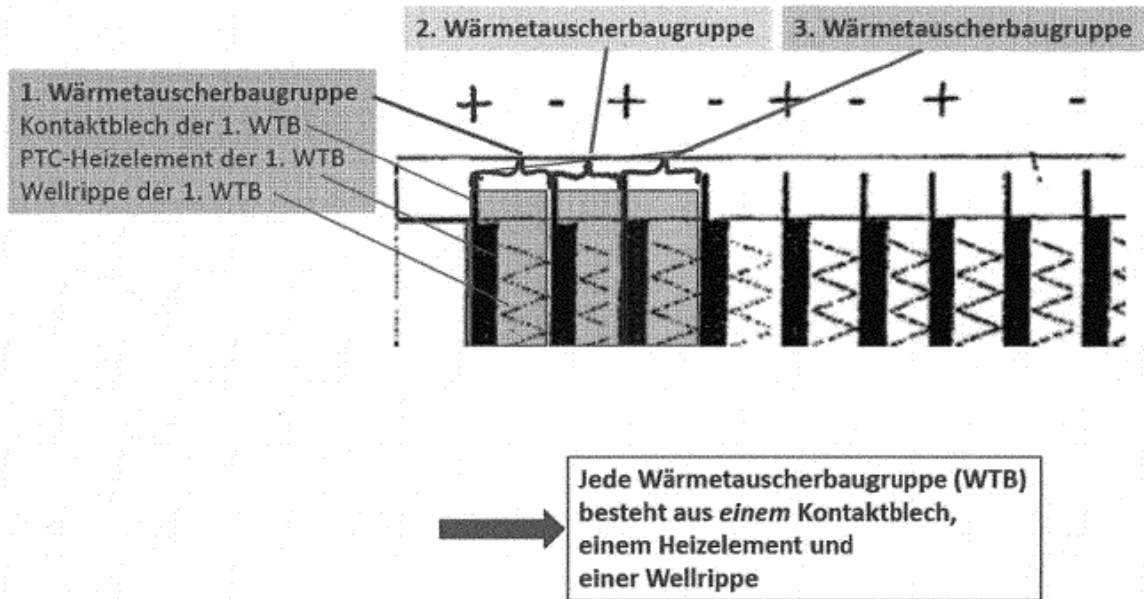 2. Wärmetauscherbaugruppe
3. Wärmetauscherbaugruppe
1. Wärmetauscherbaugruppe
Kontaktblech der 1. WTB
PTC-Heizelement der 1. WTB
Wellrippe der 1. WTB
+ - + - + - + -
Jede Wärmetauscherbaugruppe (WTB)
besteht aus einem Kontaktblech,
einem Heizelement und
einer Wellrippe